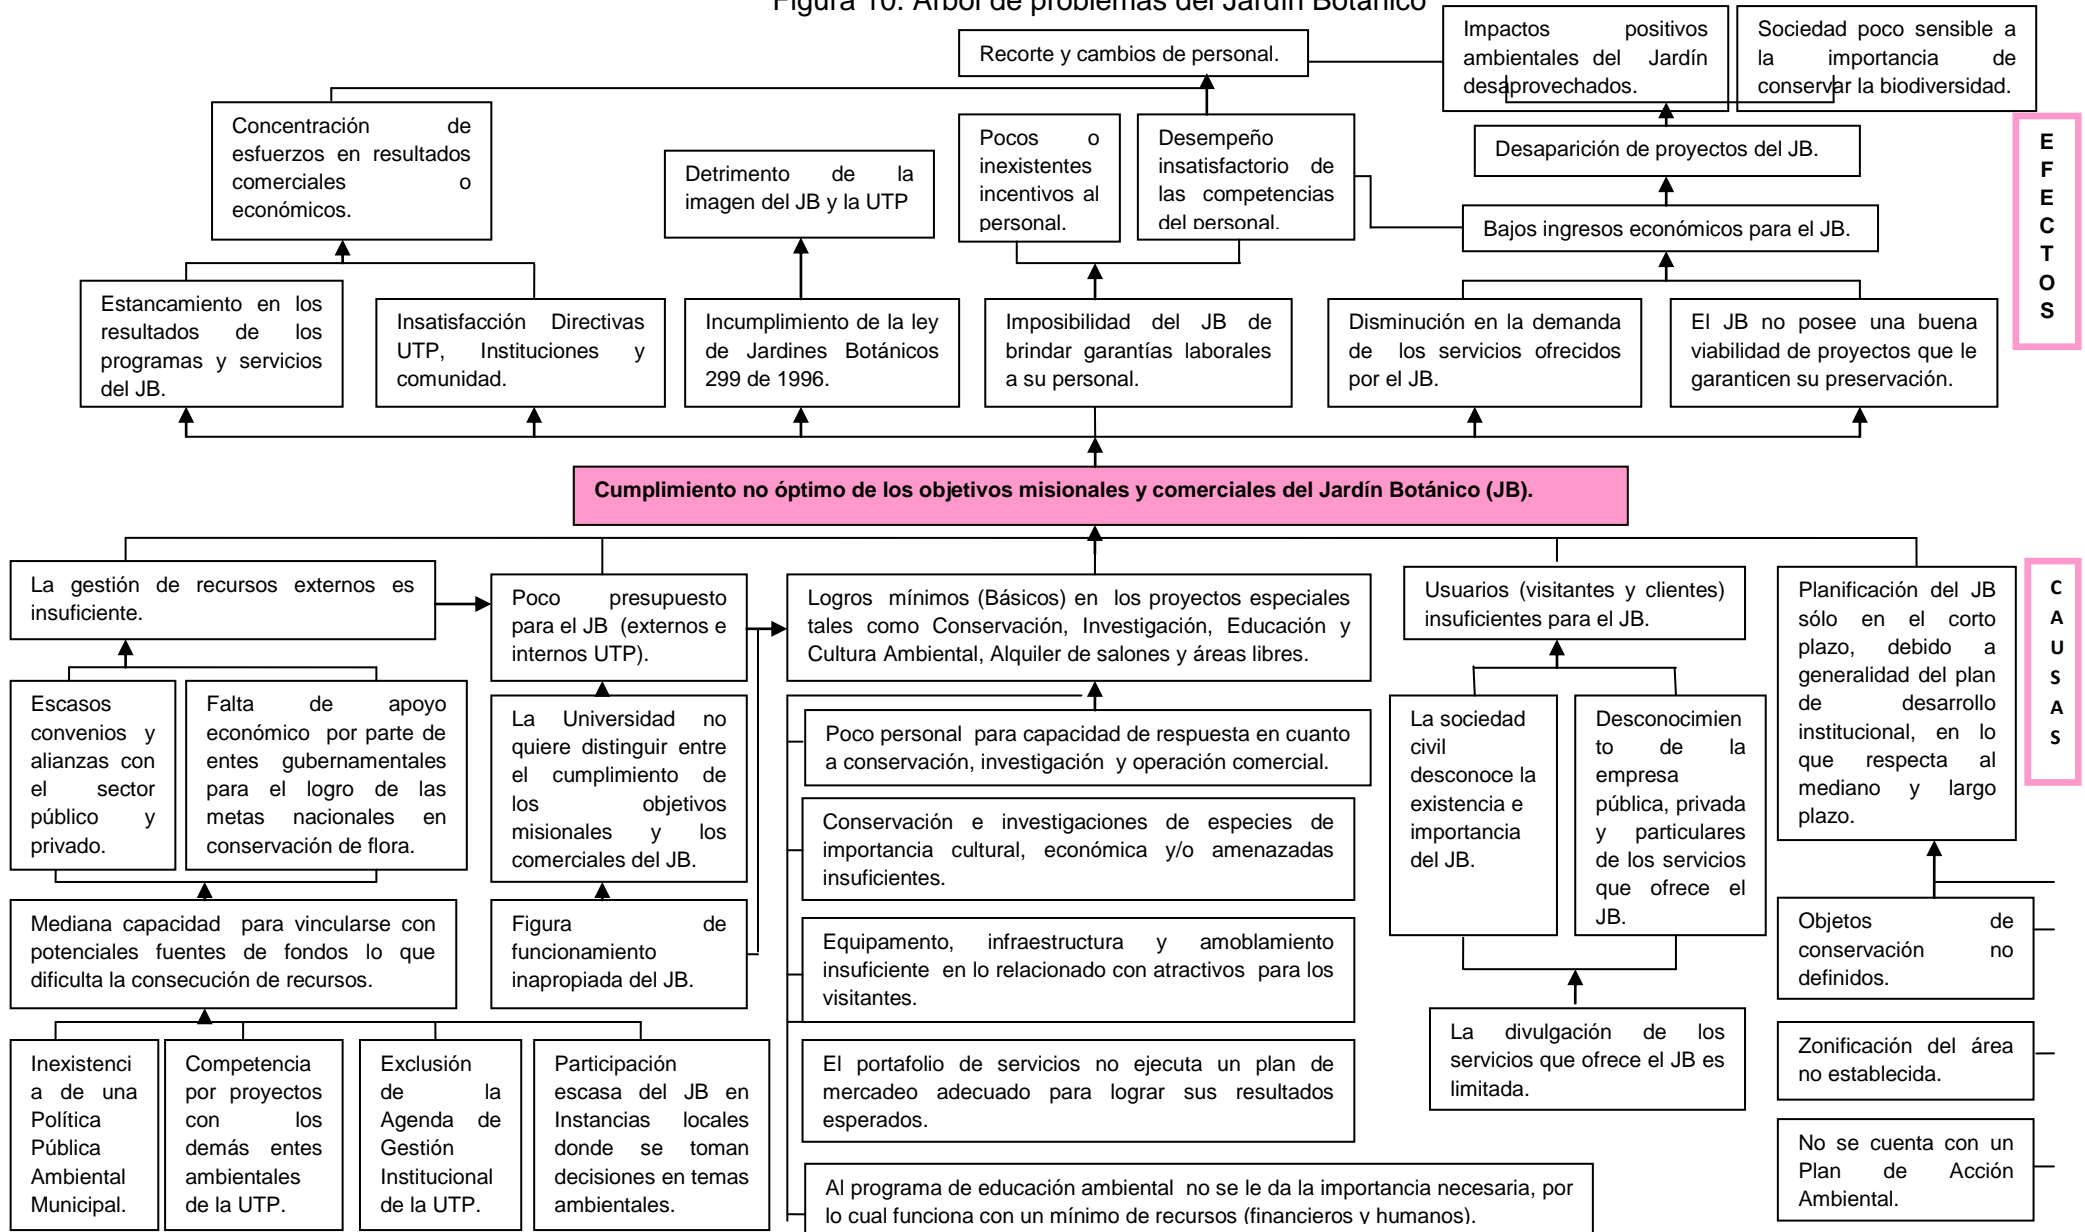 Figura 10. Árbol de problemas del Jardín Botánico
Recorte y cambios de personal.
Impactos positivos
ambientales del Jardín
desaprovechados.
Sociedad poco sensible a
la importancia de
conservar la biodiversidad.
Concentración de
esfuerzos en resultados
comerciales o
económicos.
Detrimento de la
imagen del JB y la UTP
Pocos o
inexistentes
incentivos al
personal.
Desempeño
insatisfactorio de
las competencias
del personal.
Desaparición de proyectos del JB.
Bajos ingresos económicos para el JB.
E
F
E
C
T
O
S
Estancamiento en los
resultados de los
programas y servicios
del JB.
Insatisfacción Directivas
UTP, Instituciones y
comunidad.
Incumplimiento de la ley
de Jardines Botánicos
299 de 1996.
Imposibilidad del JB de
brindar garantías laborales
a su personal.
Disminución en la demanda
de los servicios ofrecidos
por el JB.
El JB no posee una buena
viabilidad de proyectos que le
garanticen su preservación.
Cumplimiento no óptimo de los objetivos misionales y comerciales del Jardín Botánico (JB).
La gestión de recursos externos es
insuficiente.
Poco presupuesto
para el JB (externos e
internos UTP).
Logros mínimos (Básicos) en los proyectos especiales
tales como Conservación, Investigación, Educación y
Cultura Ambiental, Alquiler de salones y áreas libres.
Usuarios (visitantes y clientes)
insuficientes para el JB.
Planificación del JB
sólo en el corto
plazo, debido a
generalidad del plan
de desarrollo
institucional, en lo
que respecta al
mediano y largo
plazo.
C
A
U
S
A
S
Escasos
convenios y
alianzas con
el sector
público y
privado.
Falta de apoyo
económico por parte de
entes gubernamentales
para el logro de las
metas nacionales en
conservación de flora.
La Universidad no
quiere distinguir entre
el cumplimiento de
los objetivos
misionales y los
comerciales del JB.
Poco personal para capacidad de respuesta en cuanto
a conservación, investigación y operación comercial.
La sociedad
civil
desconoce la
existencia e
importancia
del JB.
Desconocimien
to de la
empresa
pública, privada
y particulares
de los servicios
que ofrece el
JB.
Conservación e investigaciones de especies de
importancia cultural, económica y/o amenazadas
insuficientes.
Mediana capacidad para vincularse con
potenciales fuentes de fondos lo que
dificulta la consecución de recursos.
Figura de
funcionamiento
inapropiada del JB.
Equipamento, infraestructura y amoblamiento
insuficiente en lo relacionado con atractivos para los
visitantes.
Objetos de
conservación no
definidos.
La divulgación de los
servicios que ofrece el JB es
limitada.
Zonificación del área
no establecida.
Inexistenci
a de una
Política
Pública
Ambiental
Municipal.
Competencia
por proyectos
con los
demás entes
ambientales
de la UTP.
Exclusión
de la
Agenda de
Gestión
Institucional
de la UTP.
Participación
escasa del JB en
Instancias locales
donde se toman
decisiones en temas
ambientales.
El portafolio de servicios no ejecuta un plan de
mercadeo adecuado para lograr sus resultados
esperados.
No se cuenta con un
Plan de Acción
Ambiental.
Al programa de educación ambiental no se le da la importancia necesaria, por
lo cual funciona con un mínimo de recursos (financieros y humanos).